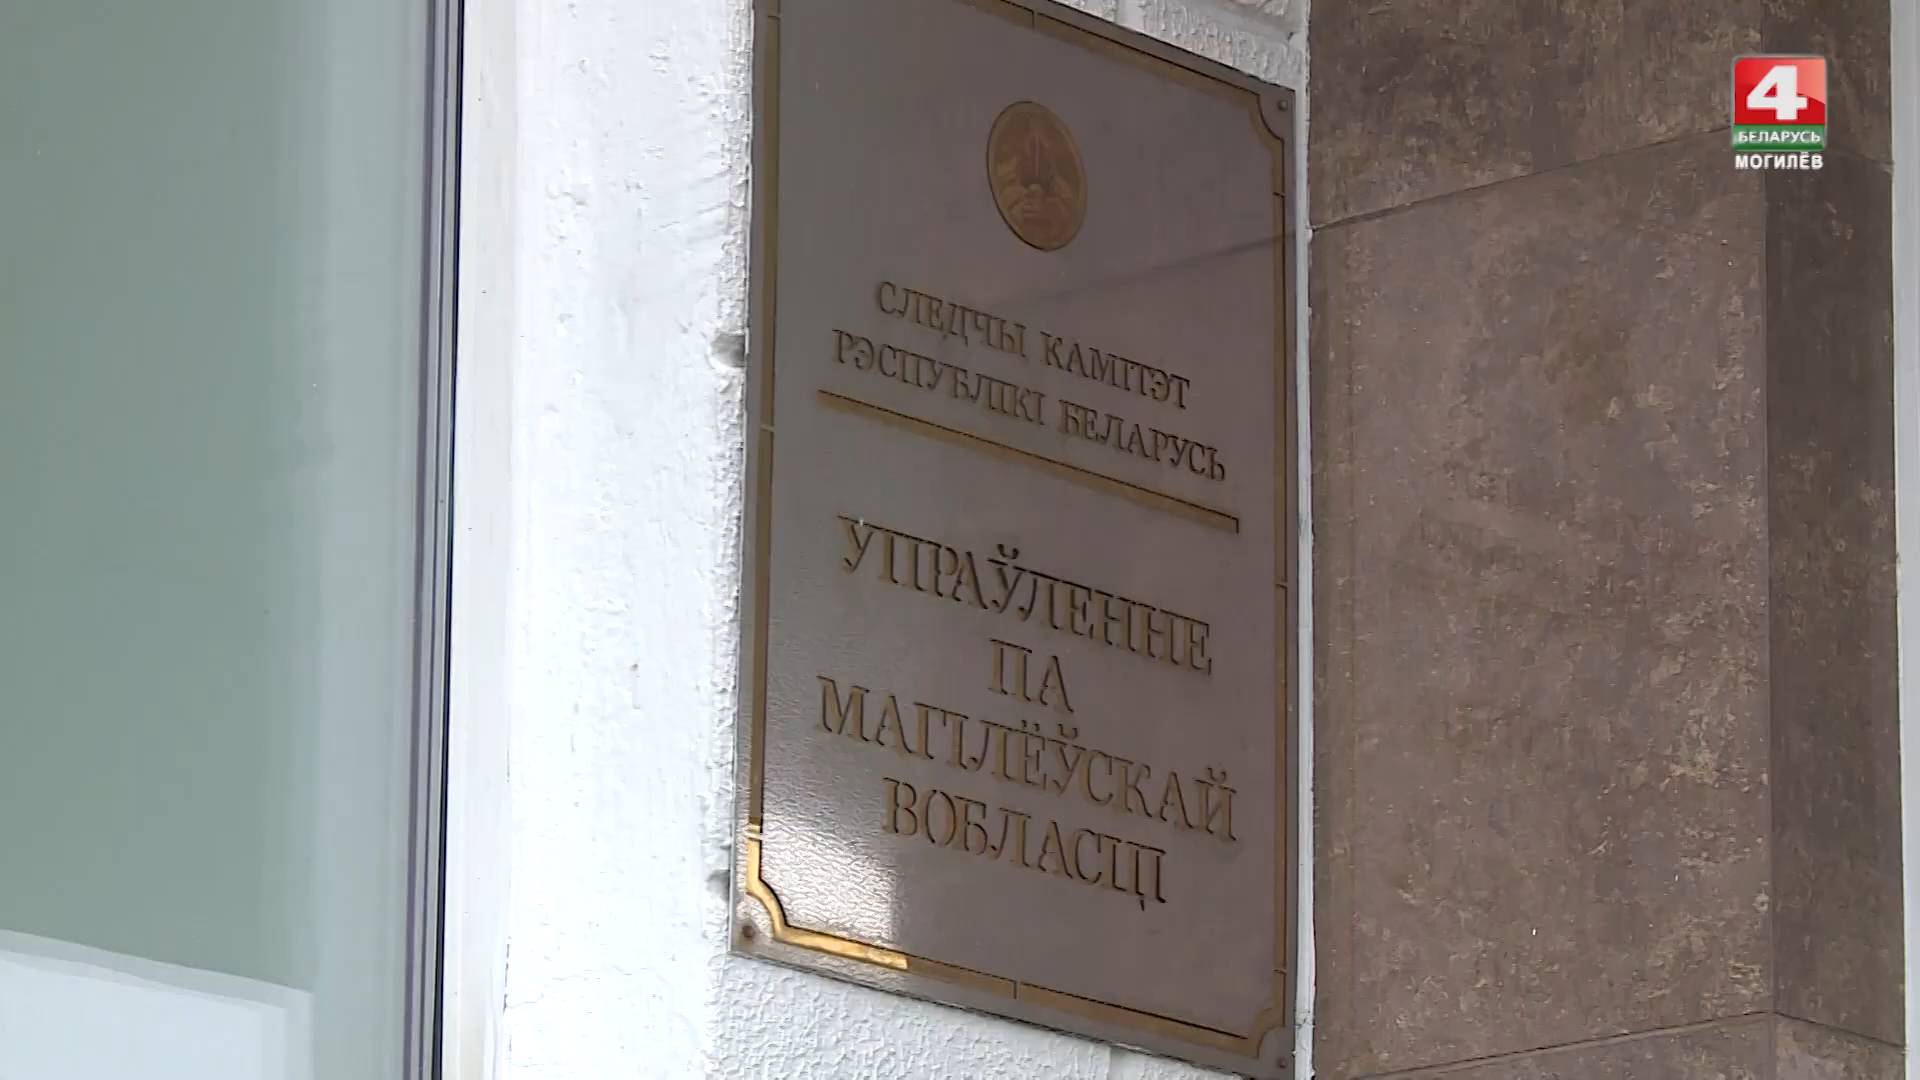 4
БЕЛАРУСЬ
МОГИЛЁВ
СЛЕДЧЫ КАМІТЭТ
РЭСПУБЛІКІ БЕЛАРУСЬ
УПРАЎЛЕННЕ
ПА
МАГІЛЁЎСКАЙ
ВОБЛАСЦІ